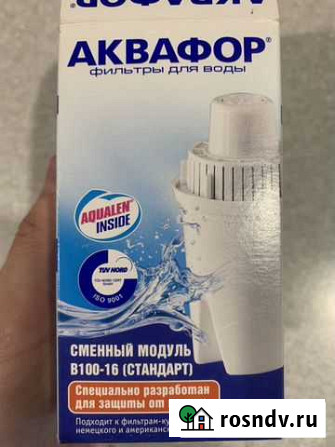 АКВАФОР®
АКВАФОР®
ФИЛЬТРЫ ДЛЯ ВОДЫ
AQUALEN
INSIDE
TÜV NORD
ISO 9001
СМЕННЫЙ МОДУЛЬ
В100-16 (СТАНДАРТ)
Специально разработан
для защиты от
Подходит к фильтрам-
немецкого и
rosndv.ru